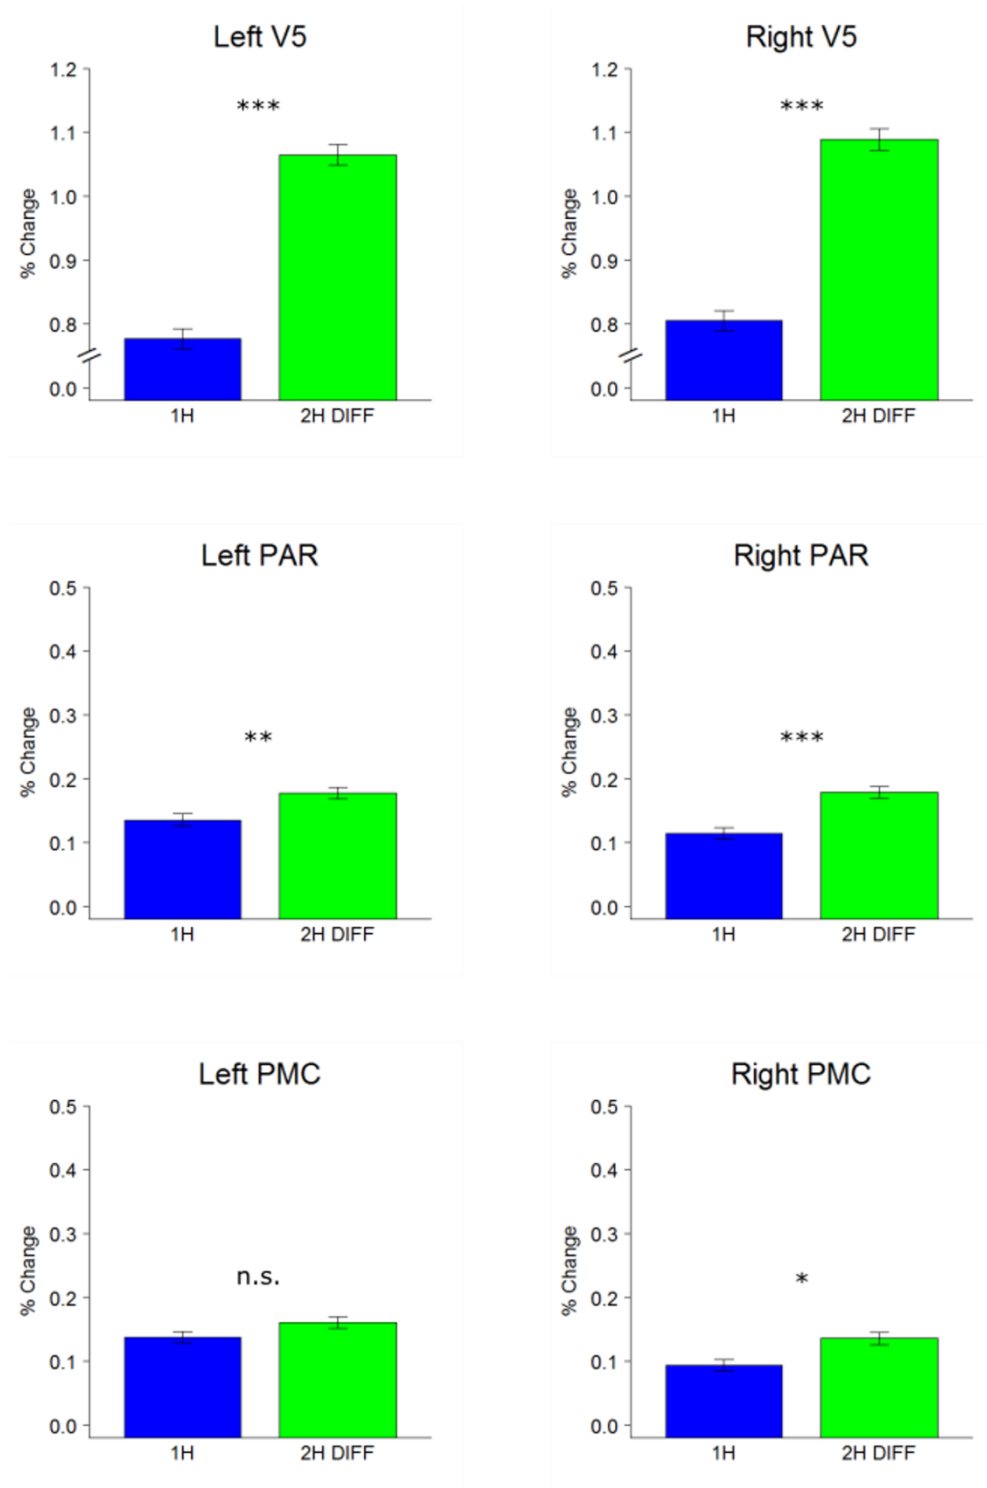 Left V5
1.2
***
1.1
1.0
% Change
0.9
0.8
0.0
1H 2H DIFF
Right V5
1.2
***
1.1
1.0
% Change
0.9
0.8
0.0
1H 2H DIFF
Left PAR
0.5
0.4
0.3
**
% Change
0.2
0.1
0.0
1H 2H DIFF
Right PAR
0.5
0.4
0.3
***
% Change
0.2
0.1
0.0
1H 2H DIFF
Left PMC
0.5
0.4
0.3
% Change
n.s.
0.2
0.1
0.0
1H 2H DIFF
Right PMC
0.5
0.4
0.3
% Change
*
0.2
0.1
0.0
1H 2H DIFF